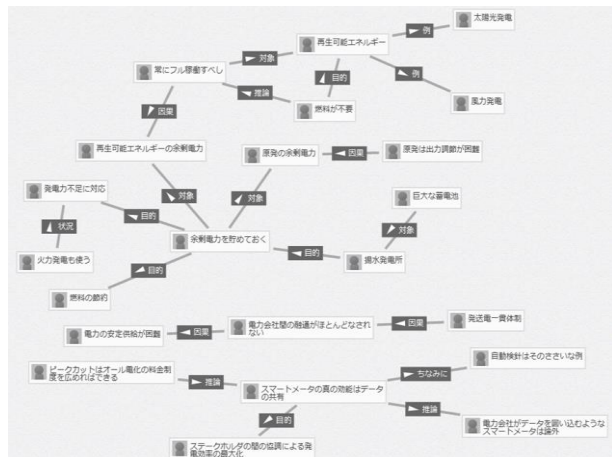 太陽光発電
例
再生可能エネルギー
対象
常にフル稼働すべし
例
目的
推論
風力発電
燃料が不要
因果
再生可能エネルギーの余剰電力
原発の余剰電力
因果
原発は出力調節が困難
発電力不足に対応
対象
対象
巨大な蓄電池
目的
状況
対象
余剰電力を貯めておく
目的
火力発電も使う
揚水発電所
目的
燃料の節約
電力の安定供給が困難
因果
電力会社間の融通がほとんどなされ
ない
因果
発送電一貫体制
自動検針はそのささいな例
ピークカットはオール電化の料金制
度を広めればできる
推論
ちなみに
スマートメータの真の効能はデータ
の共有
推論
目的
電力会社がデータを囲い込むような
スマートメータは論外
ステークホルダの間の協調による発
電効率の最大化